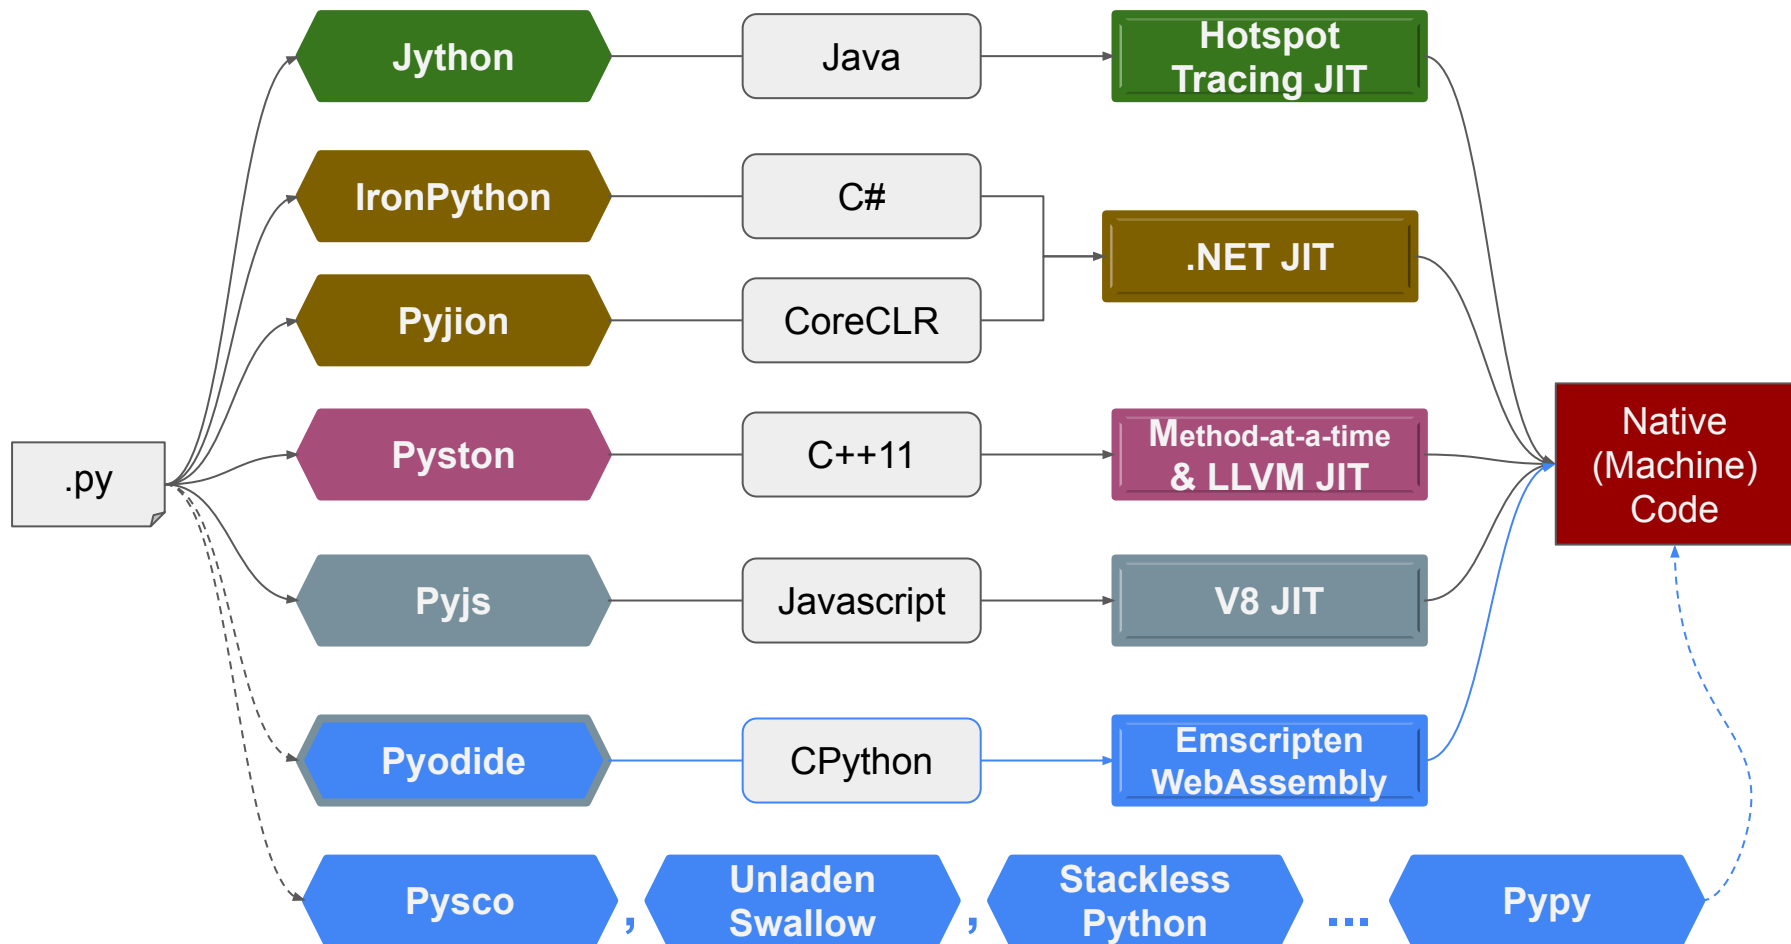 Jython
Java
Hotspot
Tracing JIT
IronPython
C#
.NET JIT
Pyjion
CoreCLR
.py
Pyston
C++11
Method-at-a-time
& LLVM JIT
Native
(Machine)
Code
Pyjs
Javascript
V8 JIT
Pyodide
CPython
Emscripten
WebAssembly
Pysco
,
Unladen
Swallow
,
Stackless
Python
...
Pypy